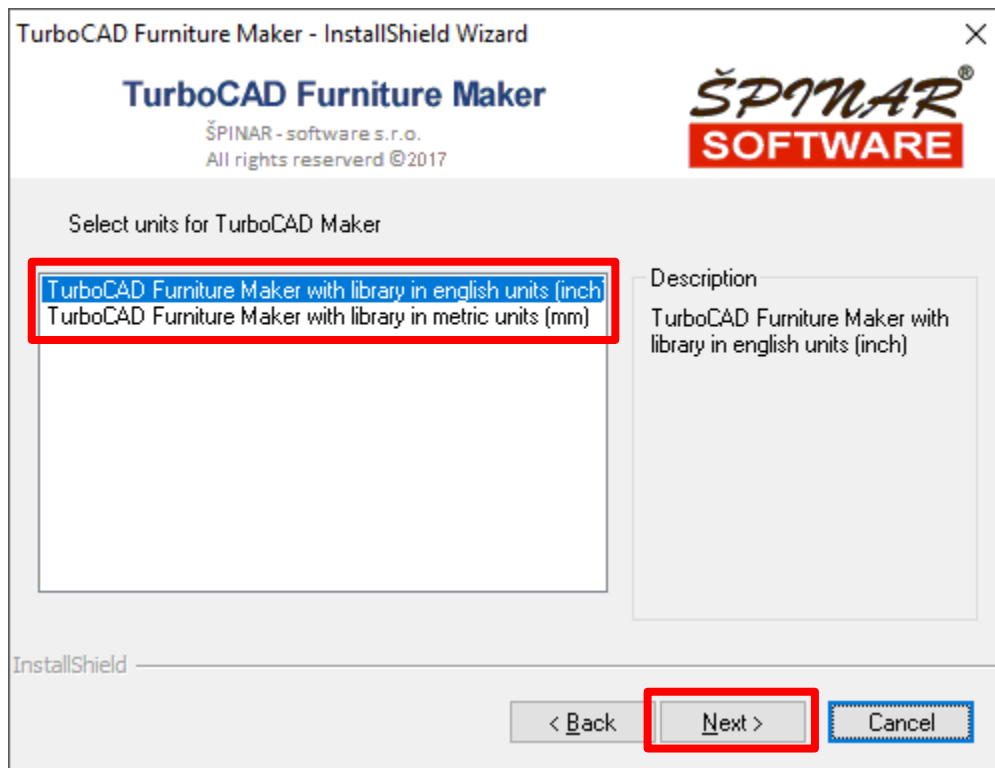 TurboCAD Furniture Maker - InstallShield Wizard
TurboCAD Furniture Maker
ŠPINAR - software s.r.o.
All rights reserverd ©2017
ŠPINAR®
SOFTWARE
Select units for TurboCAD Maker
TurboCAD Furniture Maker with library in english units (inch
TurboCAD Furniture Maker with library in metric units (mm)
Description
TurboCAD Furniture Maker with
library in english units (inch)
InstallShield
< Back
Next >
Cancel